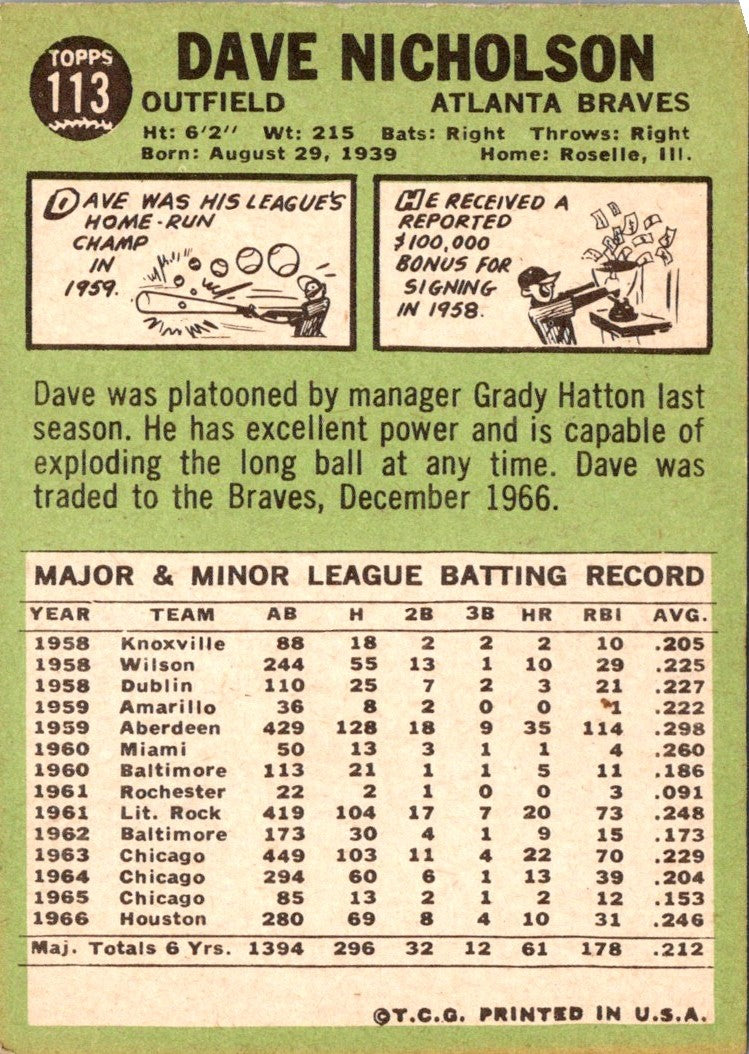 TOPPS
113
DAVE NICHOLSON
OUTFIELD ATLANTA BRAVES
Ht: 6'2" Wt: 215 Bats: Right Throws: Right
Born: August 29, 1939 Home: Roselle, Ill.
DAVE WAS HIS LEAGUE'S
HOME-RUN
CHAMP
IN
1959.
HE RECEIVED A
REPORTED
$100,000
BONUS FOR
SIGNING
IN 1958.
Dave was platooned by manager Grady Hatton last
season. He has excellent power and is capable of
exploding the long ball at any time. Dave was
traded to the Braves, December 1966.
MAJOR & MINOR LEAGUE BATTING RECORD
YEAR TEAM AB H 2B 3B HR RBI AVG.
1958 Knoxville 88 18 2 2 2 10 .205
1958 Wilson 244 55 13 1 10 29 .225
1958 Dublin 110 25 7 2 3 21 .227
1959 Amarillo 36 8 2 0 0 1 .222
1959 Aberdeen 429 128 18 9 35 114 .298
1960 Miami 50 13 3 1 1 4 .260
1960 Baltimore 113 21 1 1 5 11 .186
1961 Rochester 22 2 1 0 0 3 .091
1961 Lit. Rock 419 104 17 7 20 73 .248
1962 Baltimore 173 30 4 1 9 15 .173
1963 Chicago 449 103 11 4 22 70 .229
1964 Chicago 294 60 6 1 13 39 .204
1965 Chicago 85 13 2 1 2 12 .153
1966 Houston 280 69 8 4 10 31 .246
Maj. Totals 6 Yrs. 1394 296 32 12 61 178 .212
©T.C.G. PRINTED IN U.S.A.